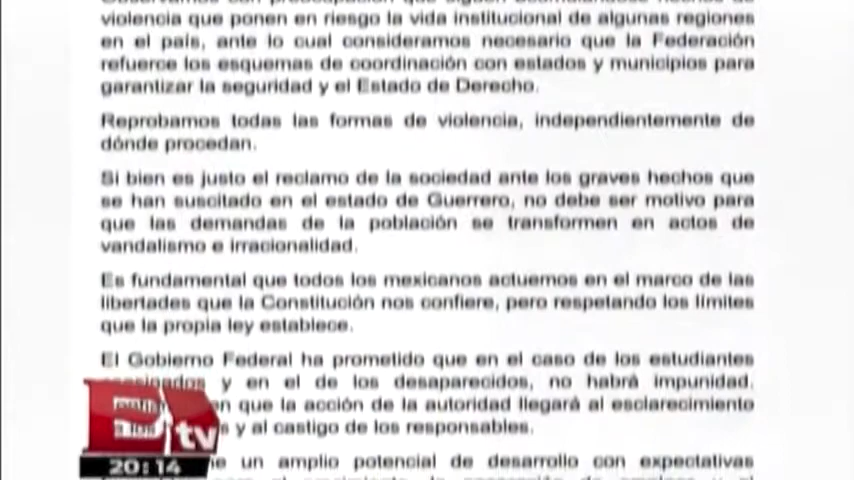 violencia que ponen en riesgo la vida institucional de algunas regiones
en el país, ante lo cual consideramos necesario que la Federación
refuerce los esquemas de coordinación con estados y municipios para
garantizar la seguridad y el Estado de Derecho.
Reprobamos todas las formas de violencia, independientemente de
dónde procedan.
Si bien es justo el reclamo de la sociedad ante los graves hechos que
se han suscitado en el estado de Guerrero, no debe ser motivo para
que las demandas de la población se transformen en actos de
vandalismo e irracionalidad.
Es fundamental que todos los mexicanos actuemos en el marco de las
libertades que la Constitución nos confiere, pero respetando los límites
que la propia ley establece.
El Gobierno Federal ha prometido que en el caso de los estudiantes
y en el de los desaparecidos, no habrá impunidad.
que la acción de la autoridad llegará al esclarecimiento
y al castigo de los responsables.
un amplio potencial de desarrollo con expectativas
tv
20:14